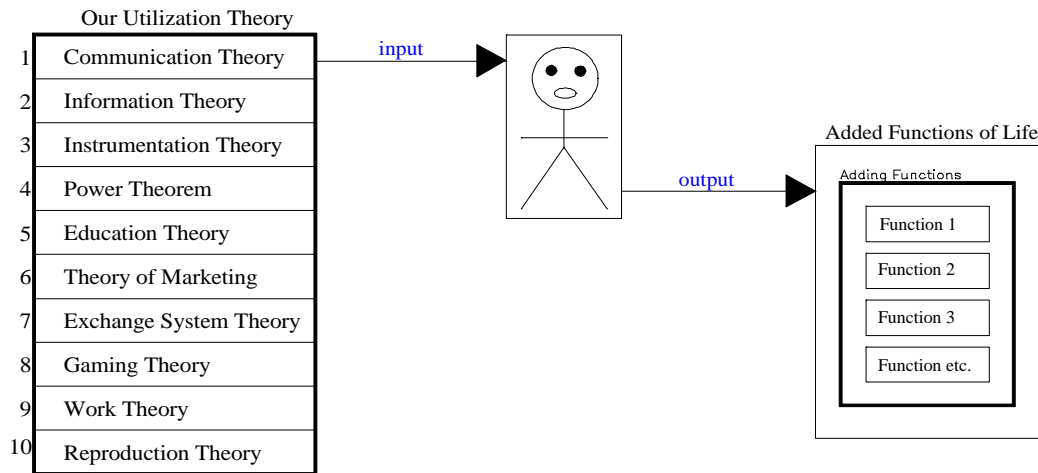 Our Utilization Theory
1 Communication Theory
2 Information Theory
3 Instrumentation Theory
4 Power Theorem
5 Education Theory
6 Theory of Marketing
7 Exchange System Theory
8 Gaming Theory
9 Work Theory
10 Reproduction Theory
input
output
Added Functions of Life
Adding Functions
Function 1
Function 2
Function 3
Function etc.